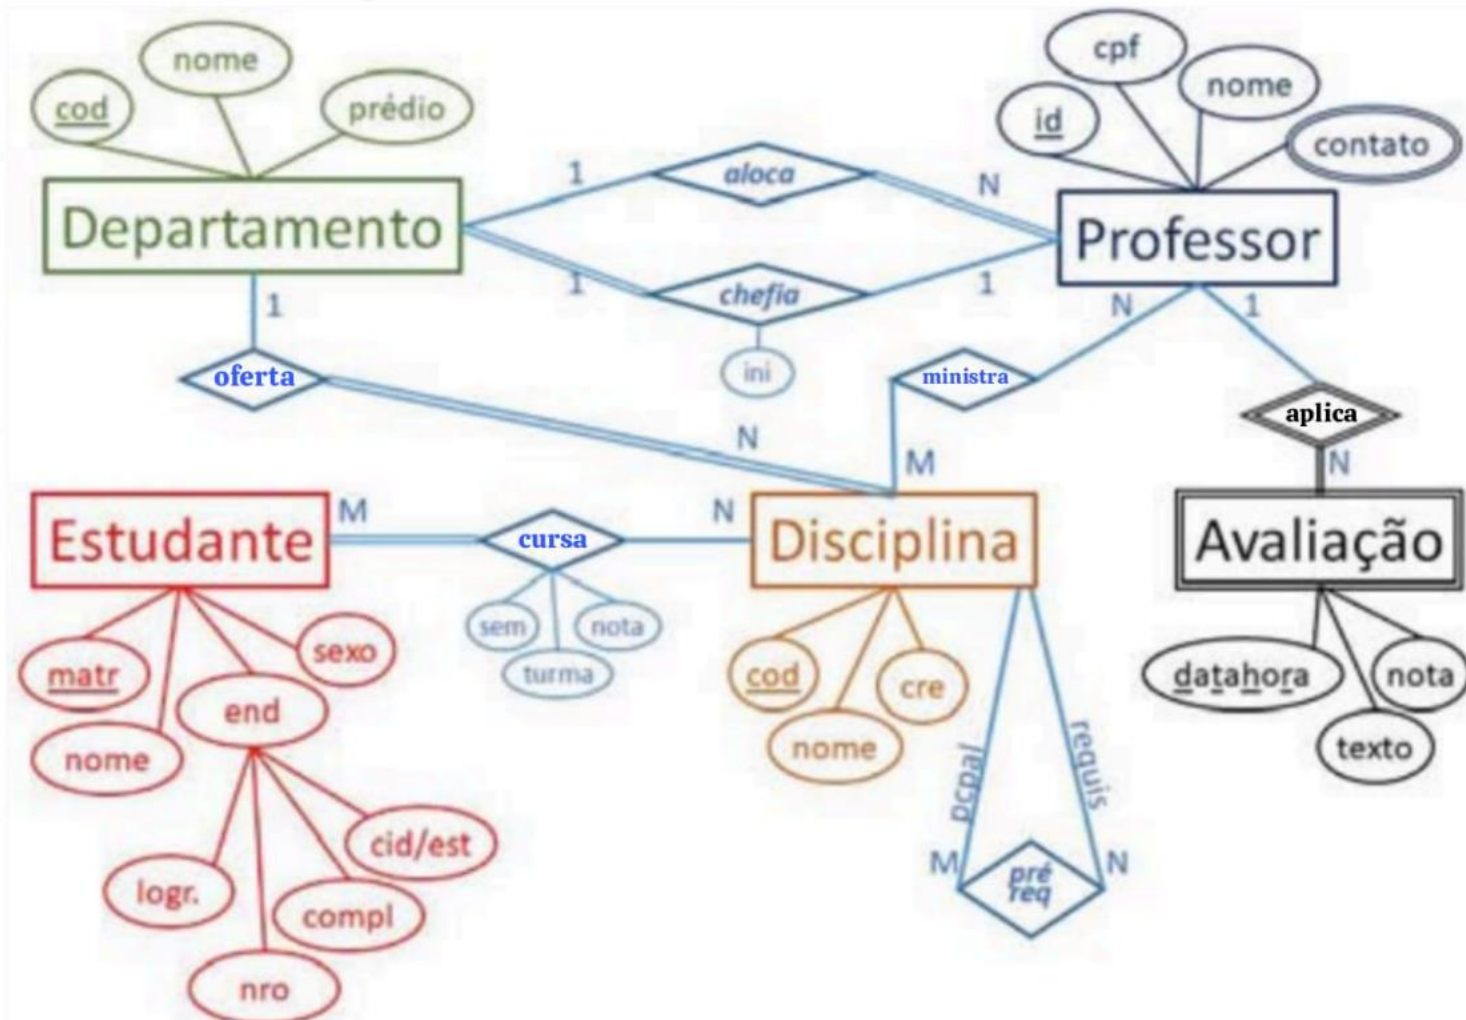 nome
cod
prédio
Departamento
1
aloca
N
1
chefia
1
ini
cpf
nome
id
contato
Professor
1
oferta
N
N
ministra
M
1
aplica
N
Estudante
M
cursa
N
sem
nota
turma
Disciplina
Avaliação
matr
nome
end
sexo
logr.
nro
compl
cid/est
cod
nome
cre
pcpal
requis
M
pré
req
N
datahora
nota
texto